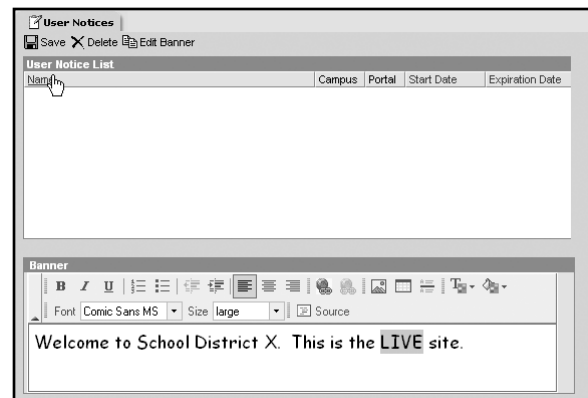 User Notices
Save Delete Edit Banner
User Notice List
Name Campus Portal Start Date Expiration Date
Banner
B I U
Font Comic Sans MS Size large Source
Welcome to School District X. This is the LIVE site.